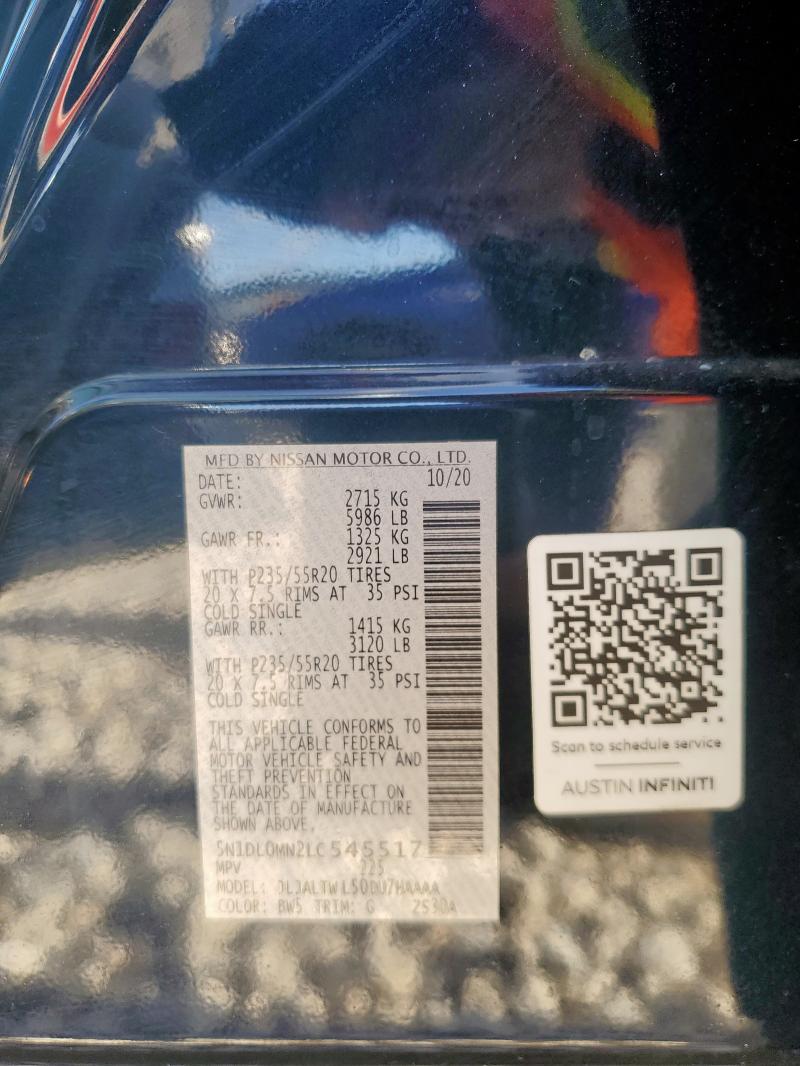 MFD BY NISSAN MOTOR CO., LTD.
DATE: 10/20
GVWR: 2715 KG
5986 LB
GAWR FR.: 1325 KG
2921 LB
WITH P235/55R20 TIRES
20 X 7.5 RIMS AT 35 PSI
COLD SINGLE
GAWR RR.: 1415 KG
3120 LB
WITH P235/55R20 TIRES
20 X 7.5 RIMS AT 35 PSI
COLD SINGLE
THIS VEHICLE CONFORMS TO
ALL APPLICABLE FEDERAL
MOTOR VEHICLE SAFETY AND
THEFT PREVENTION
STANDARDS IN EFFECT ON
THE DATE OF MANUFACTURE
SHOWN ABOVE.
5N1DL0MN2LC545517
MPV
MODEL:
COLOR: BW5 TRIM: G
Scan to schedule service
AUSTIN INFINITI